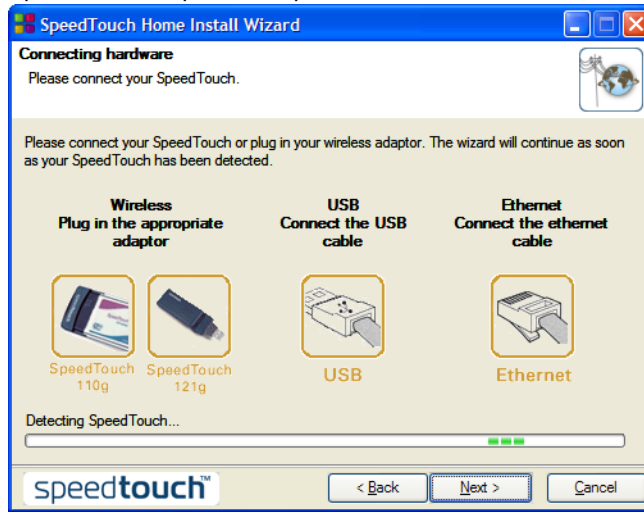 SpeedTouch Home Install Wizard
Connecting hardware
Please connect your SpeedTouch.
Please connect your SpeedTouch or plug in your wireless adaptor. The wizard will continue as soon
as your SpeedTouch has been detected.
Wireless
Plug in the appropriate
adaptor
USB
Connect the USB
cable
Ethernet
Connect the ethernet
cable
SpeedTouch
110g
SpeedTouch
121g
USB
Ethernet
Detecting SpeedTouch...
speedtouch™
< Back
Next >
Cancel